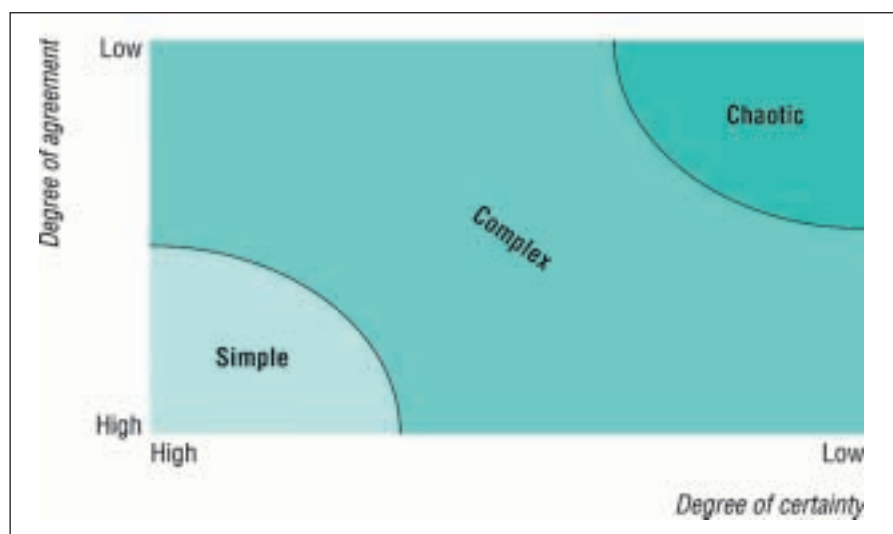 Low
Degree of agreement
Chaotic
Complex
Simple
High
High
Low
Degree of certainty